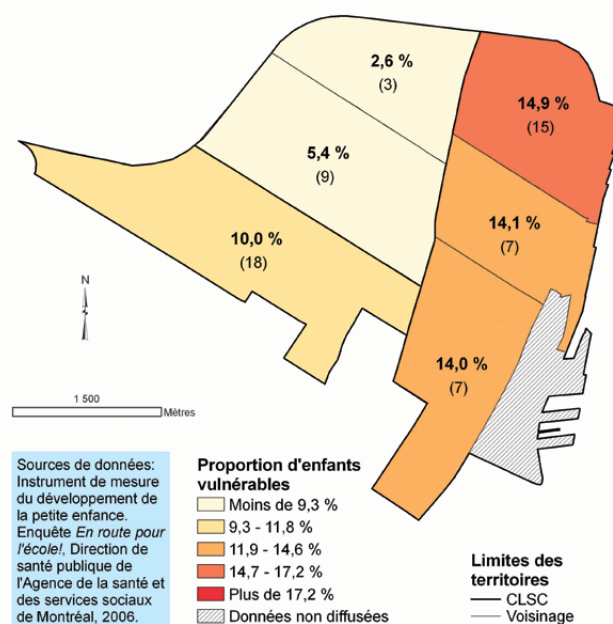 2,6 %
(3)
14,9 %
(15)
5,4 %
(9)
14,1 %
(7)
10,0 %
(18)
14,0 %
(7)
N
1 500
Mètres
Sources de données:
Instrument de mesure
du développement de
la petite enfance.
Enquête En route pour
l'école!, Direction de
santé publique de
l'Agence de la santé et
des services sociaux
de Montréal, 2006.
Proportion d'enfants
vulnérables
Moins de 9,3 %
9,3 - 11,8 %
11,9 - 14,6 %
14,7 - 17,2 %
Plus de 17,2 %
Données non diffusées
Limites des
territoires
CLSC
Voisinage